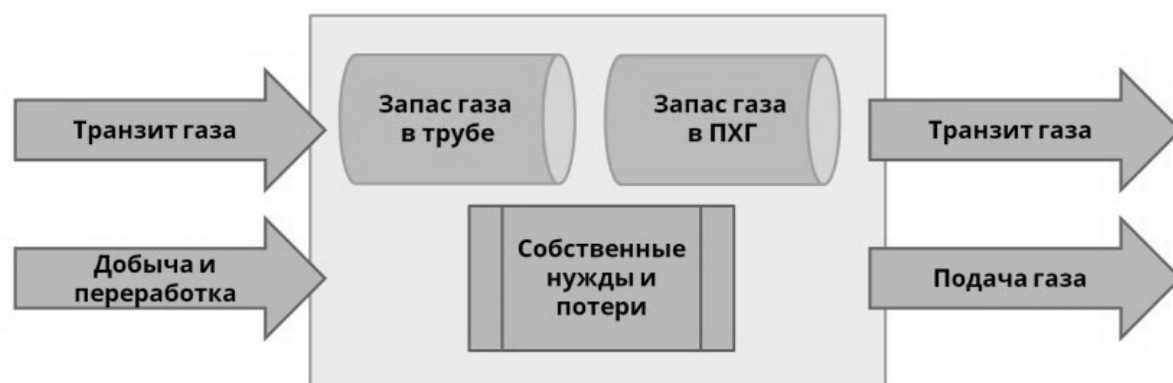 Транзит газа
Запас газа
в трубе
Запас газа
в ПХГ
Транзит газа
Добыча и
переработка
Собственные
нужды и
потери
Подача газа